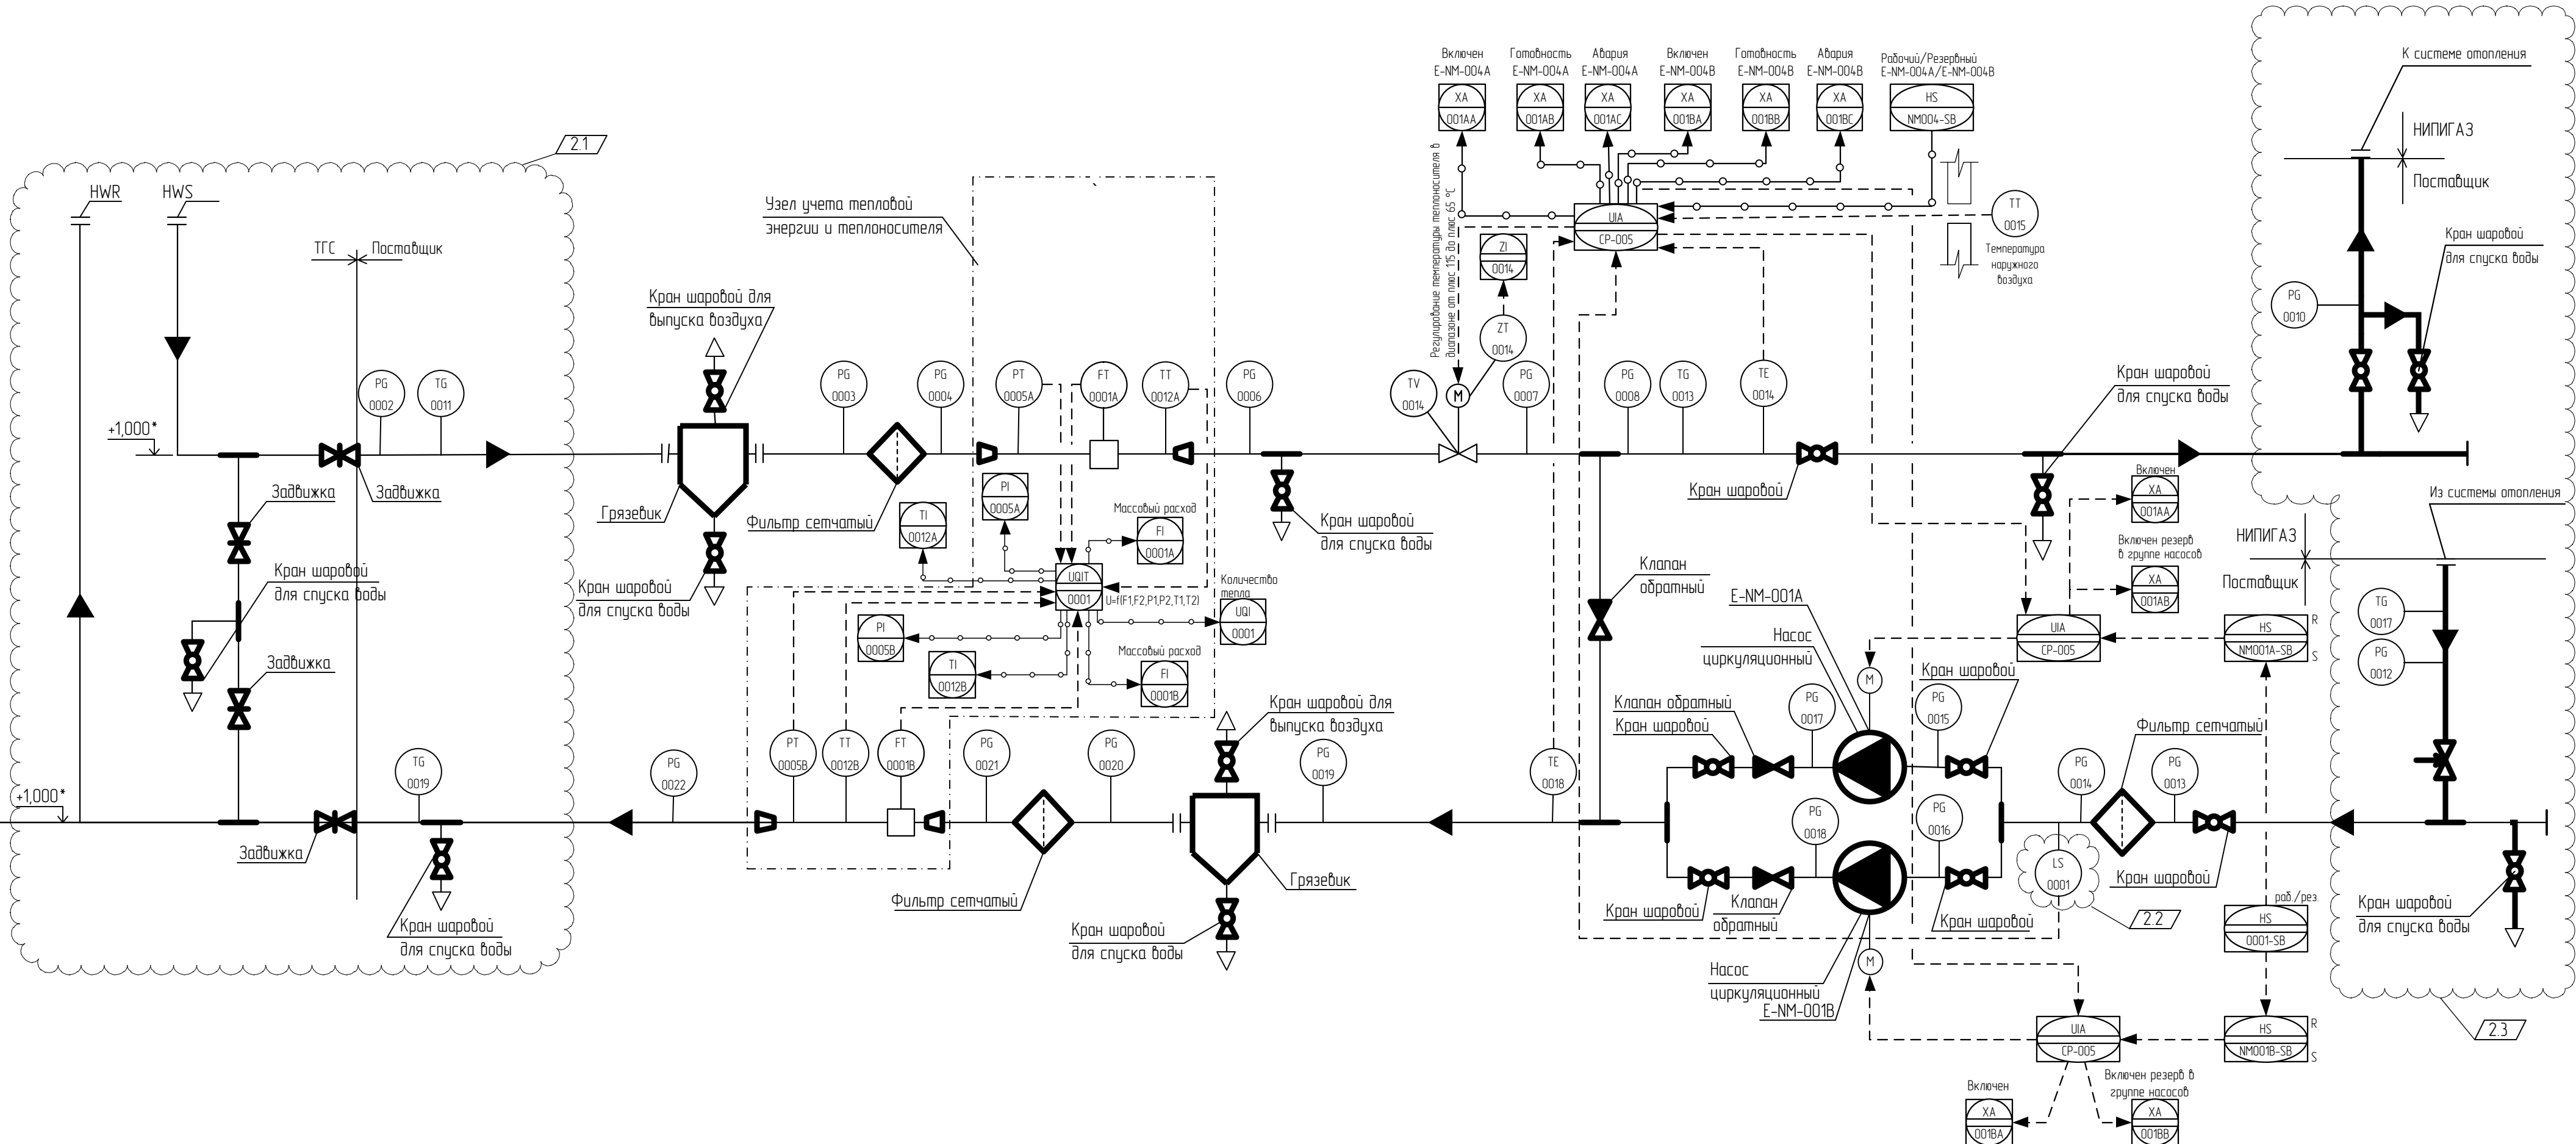 Включен
E-NM-004A
Готовность
E-NM-004A
Авария
E-NM-004A
Включен
E-NM-004B
Готовность
E-NM-004B
Авария
E-NM-004B
Рабочий/Резервный
E-NM-004A/E-NM-004B
XA
001AA
XA
001AB
XA
001AC
XA
001BA
XA
001BB
XA
001BC
HS
NM004-SB
К системе отопления
НИПИГАЗ
Поставщик
Кран шаровой
для спуска воды
PG
0010
2.1
HWR
HWS
ТГС
Поставщик
Узел учета тепловой
энергии и теплоносителя
Регулирование температуры теплоносителя в
диапазоне от плюс 115 до плюс 65 °С
UIA
CP-005
TT
0015
Температура
наружного
воздуха
ZI
0014
ZT
0014
Кран шаровой для
выпуска воздуха
+1,000*
PG
0002
TG
0011
PG
0003
PG
0004
PT
0005A
FT
0001A
TT
0012A
PG
0006
TV
0014
M
PG
0007
PG
0008
TG
0013
TE
0014
Кран шаровой
для спуска воды
Задвижка
Задвижка
Грязевик
Фильтр сетчатый
TI
0012A
PI
0005A
Массовый расход
FI
0001A
Кран шаровой
для спуска воды
Кран шаровой
Включен
XA
001AA
Из системы отопления
НИПИГАЗ
Поставщик
Включен резерв
в группе насосов
XA
001AB
Кран шаровой
для спуска воды
Кран шаровой
для спуска воды
UQIT
0001
U=f(F1,F2,P1,P2,T1,T2)
Количество
тепла
UQI
0001
Клапан
обратный
E-NM-001A
Насос
циркуляционный
UIA
CP-005
HS
NM001A-SB
R
S
TG
0017
PG
0012
Задвижка
PI
0005B
TI
0012B
Массовый расход
FI
0001B
M
Кран шаровой
Клапан обратный
Кран шаровой
PG
0017
PG
0015
Фильтр сетчатый
Кран шаровой для
выпуска воздуха
+1,000*
TG
0019
PG
0022
PT
0005B
TT
0012B
FT
0001B
PG
0021
PG
0020
PG
0019
TE
0018
PG
0018
PG
0016
PG
0014
PG
0013
Задвижка
Кран шаровой
для спуска воды
Фильтр сетчатый
Грязевик
Кран шаровой
для спуска воды
Кран шаровой
Клапан
обратный
Кран шаровой
LS
0001
2.2
Кран шаровой
раб./рез.
HS
0001-SB
Кран шаровой
для спуска воды
Насос
циркуляционный
E-NM-001B
M
UIA
CP-005
HS
NM001B-SB
R
S
2.3
Включен
XA
001BA
Включен резерв в
группе насосов
XA
001BB